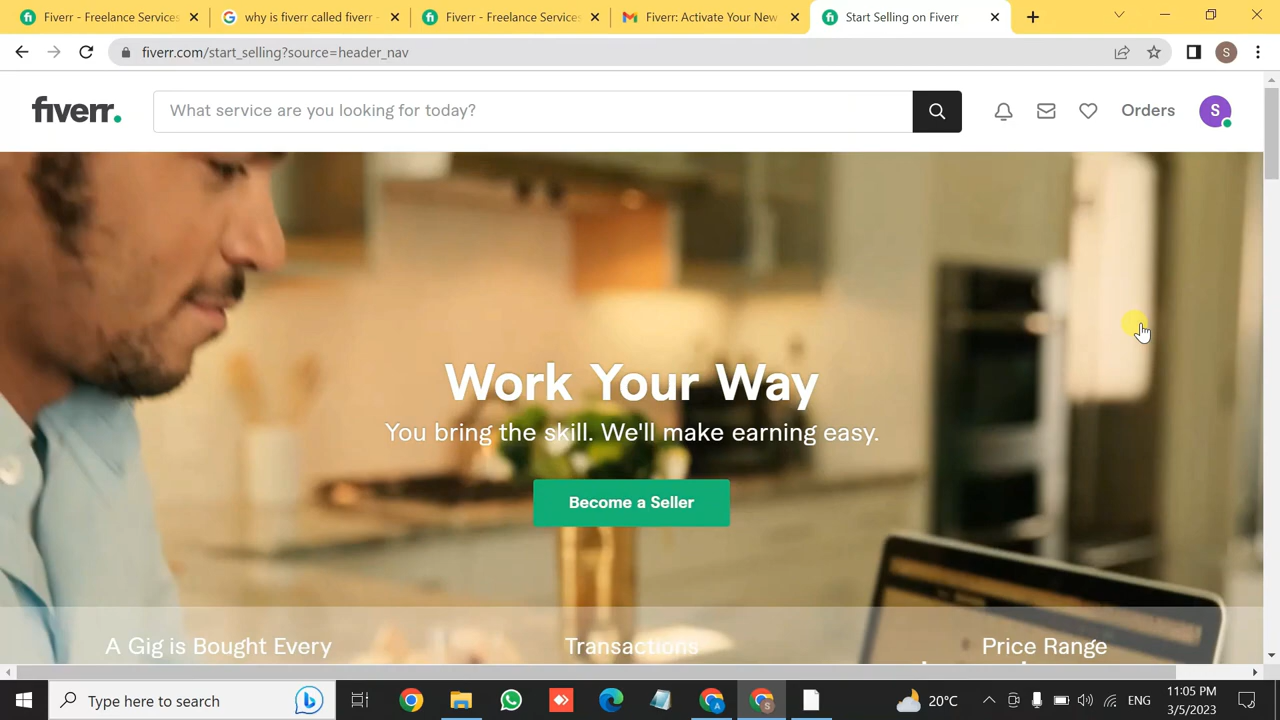 Fiverr - Freelance Services
why is fiverr called fiverr -
Fiverr - Freelance Services
Fiverr: Activate Your New
Start Selling on Fiverr
fiverr.com/start_selling?source=header_nav
S
fiverr.
What service are you looking for today?
Orders
S
Work Your Way
You bring the skill. We'll make earning easy.
Become a Seller
A Gig is Bought Every
Transactions
Price Range
Type here to search
20°C
ENG
11:05 PM
3/5/2023